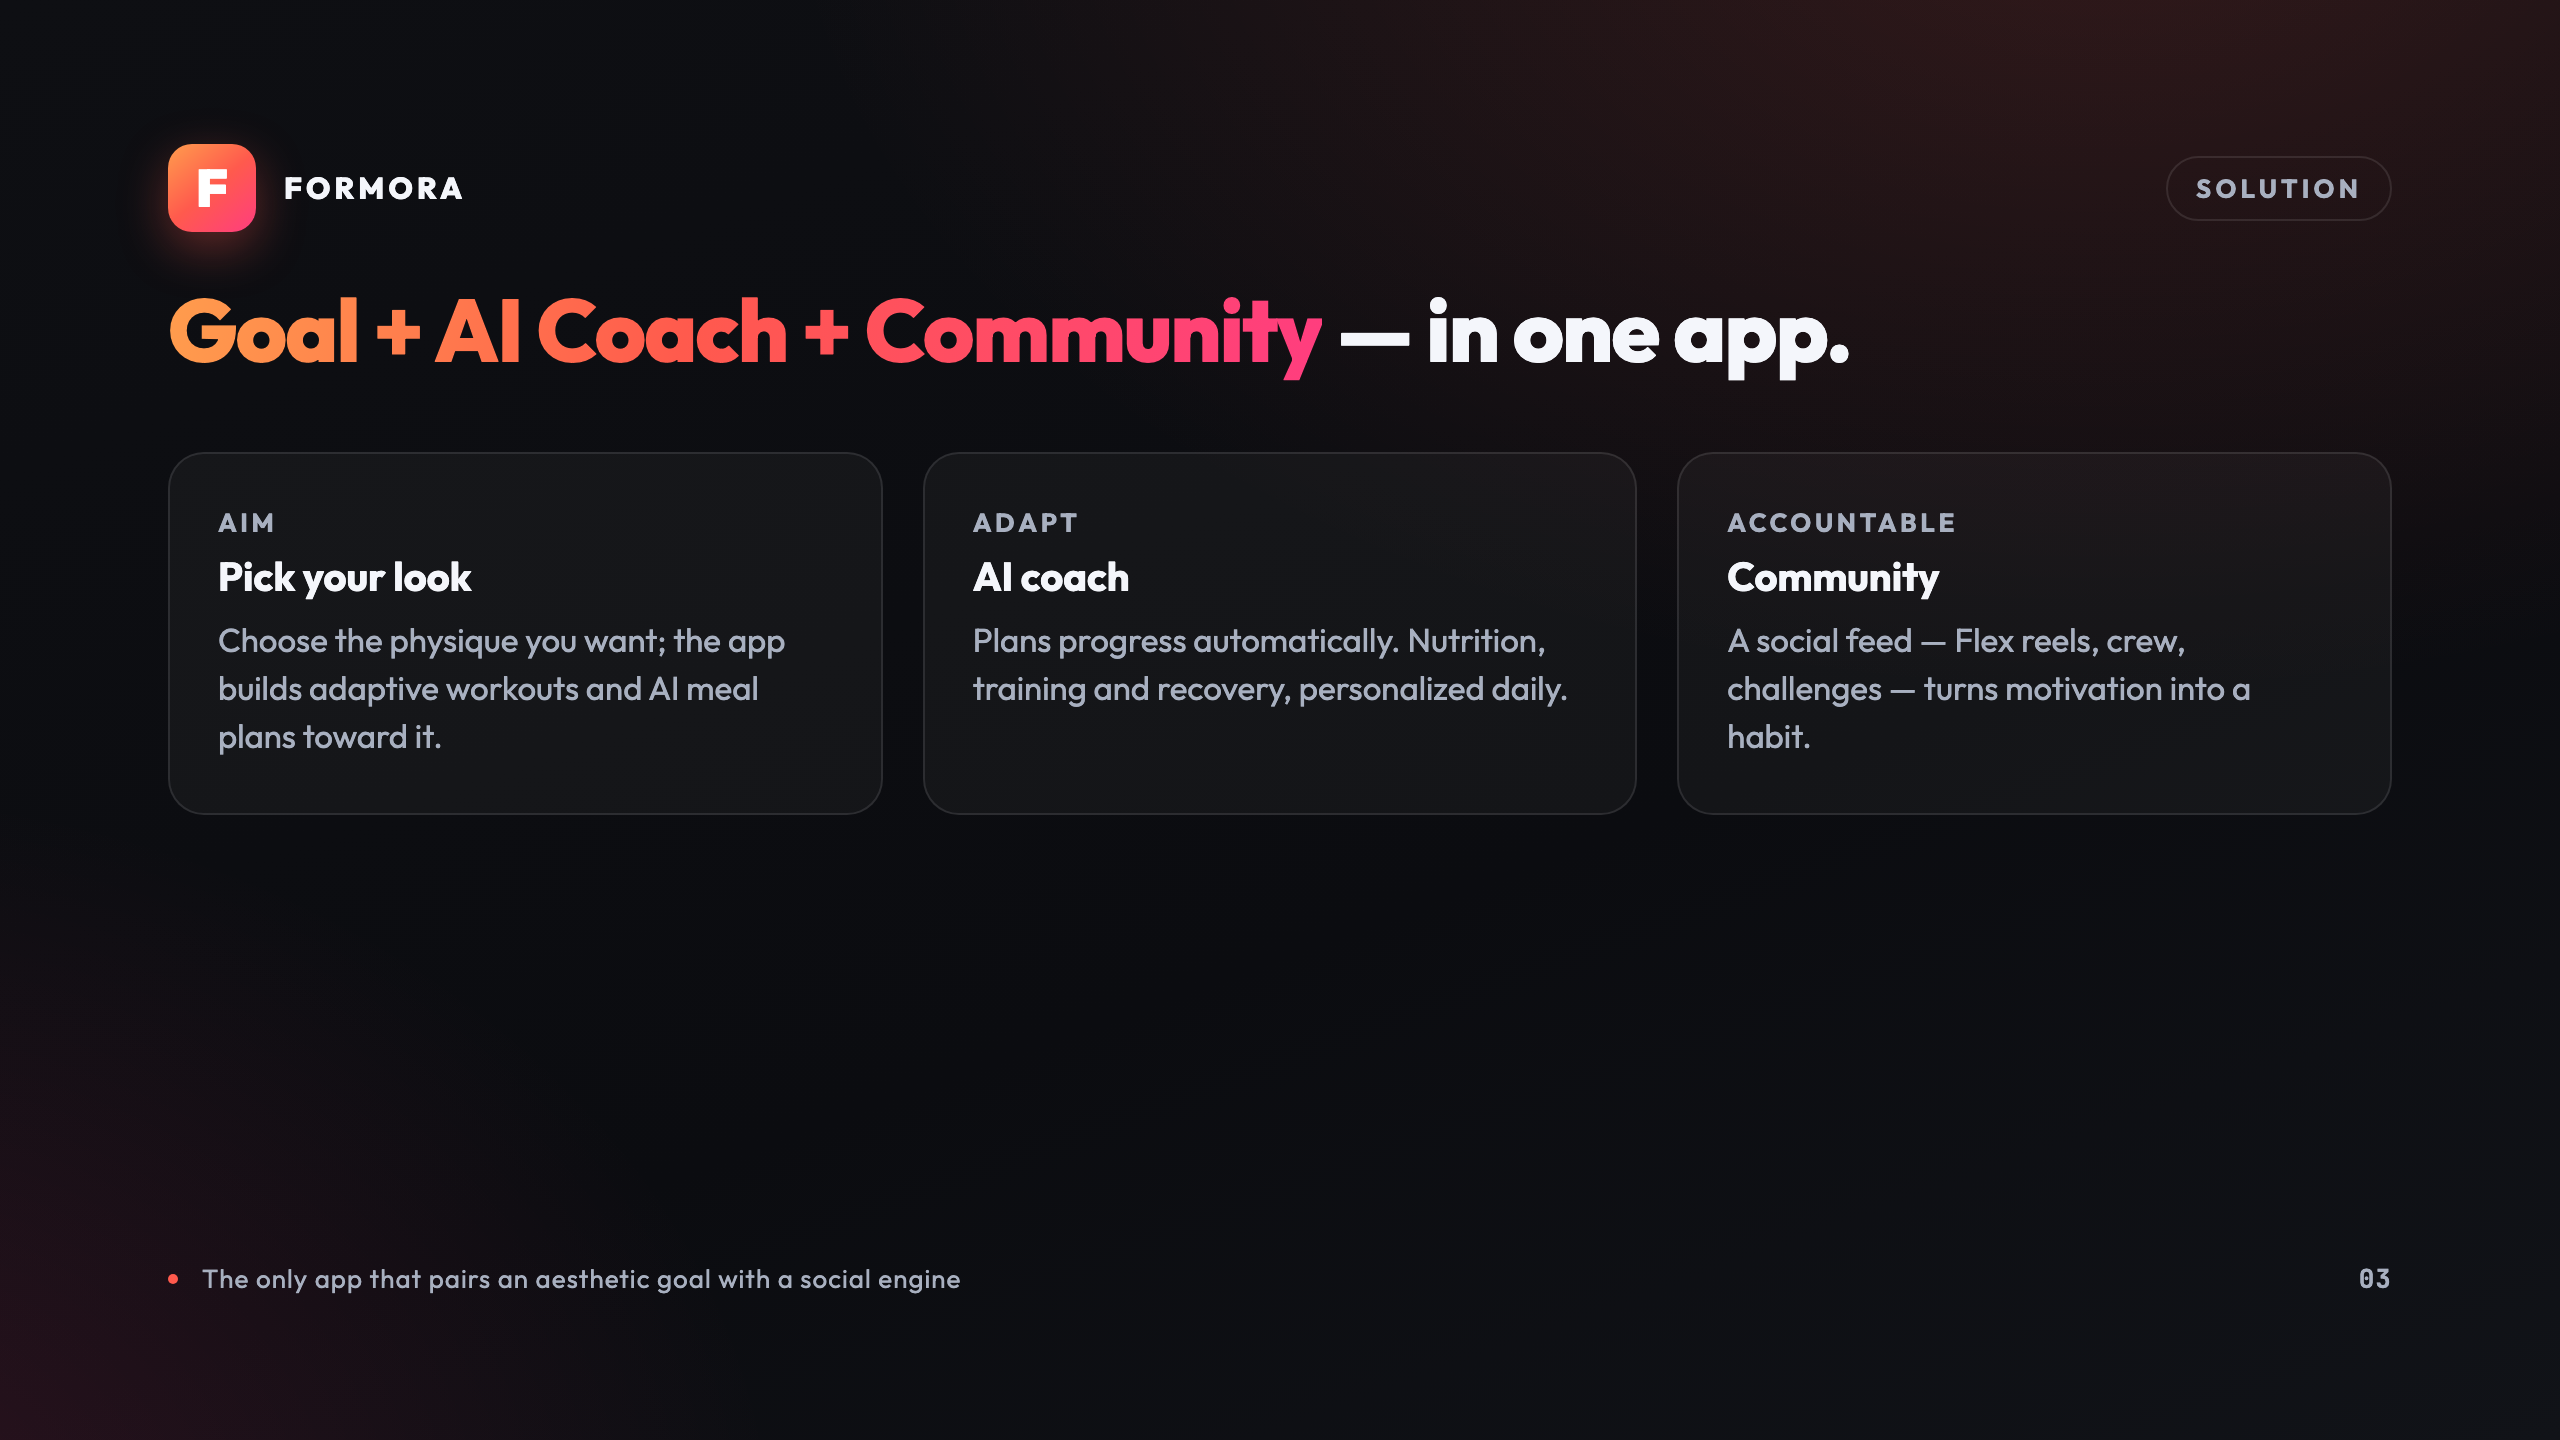 F
FORMORA
SOLUTION
Goal + AI Coach + Community — in one app.
AIM
Pick your look
Choose the physique you want; the app
builds adaptive workouts and AI meal
plans toward it.
ADAPT
AI coach
Plans progress automatically. Nutrition,
training and recovery, personalized daily.
ACCOUNTABLE
Community
A social feed — Flex reels, crew,
challenges — turns motivation into a
habit.
The only app that pairs an aesthetic goal with a social engine
03